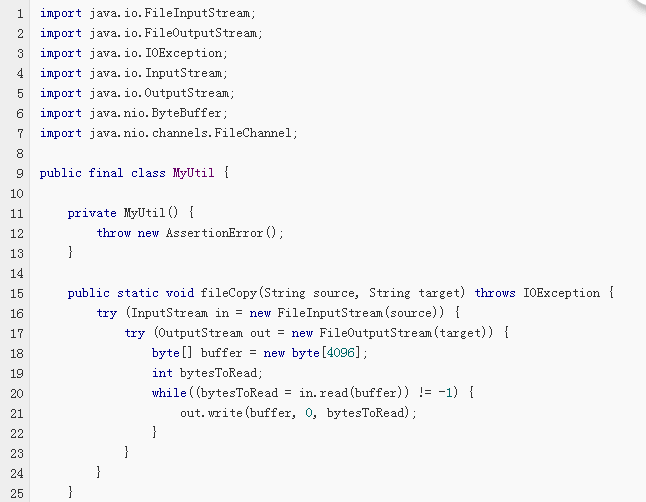 1 import java.io.FileInputStream;
2 import java.io.FileOutputStream;
3 import java.io.IOException;
4 import java.io.InputStream;
5 import java.io.OutputStream;
6 import java.nio.ByteBuffer;
7 import java.nio.channels.FileChannel;
8
9 public final class MyUtil {
10
11     private MyUtil() {
12         throw new AssertionError();
13     }
14
15     public static void fileCopy(String source, String target) throws IOException {
16         try (InputStream in = new FileInputStream(source)) {
17             try (OutputStream out = new FileOutputStream(target)) {
18                 byte[] buffer = new byte[4096];
19                 int bytesToRead;
20                 while((bytesToRead = in.read(buffer)) != -1) {
21                     out.write(buffer, 0, bytesToRead);
22                 }
23             }
24         }
25     }